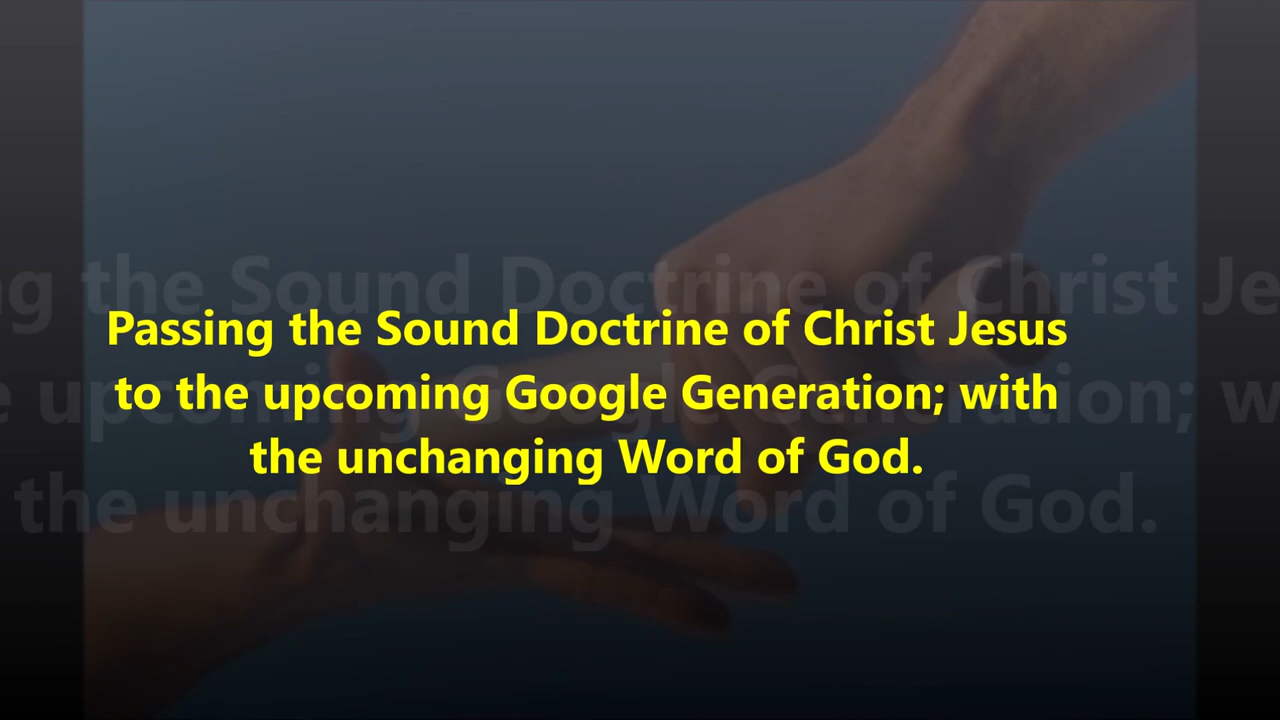 Passing the Sound Doctrine of Christ Jesus
to the upcoming Google Generation; with
the unchanging Word of God.